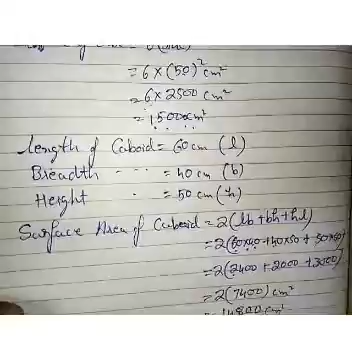 = 6 × (50)² cm²
= 6 × 2500 cm²
= 15000cm²
Length of Cuboid = 60 cm (l)
Breadth " " = 40 cm (b)
Height " = 50 cm (h)
Surface Area of Cuboid = 2(lb + bh + hl)
= 2(60×40 + 40×50 + 50×60)
= 2(2400 + 2000 + 3000)
= 2(7400) cm²
= 14800 cm²